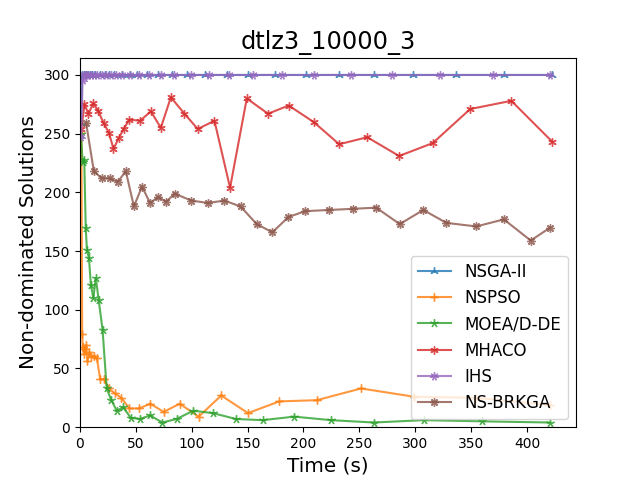 dtlz3_10000_3
Non-dominated Solutions
300
250
200
150
100
50
0
0 50 100 150 200 250 300 350 400
Time (s)
NSGA-II
NSPSO
MOEA/D-DE
MHACO
IHS
NS-BRKGA